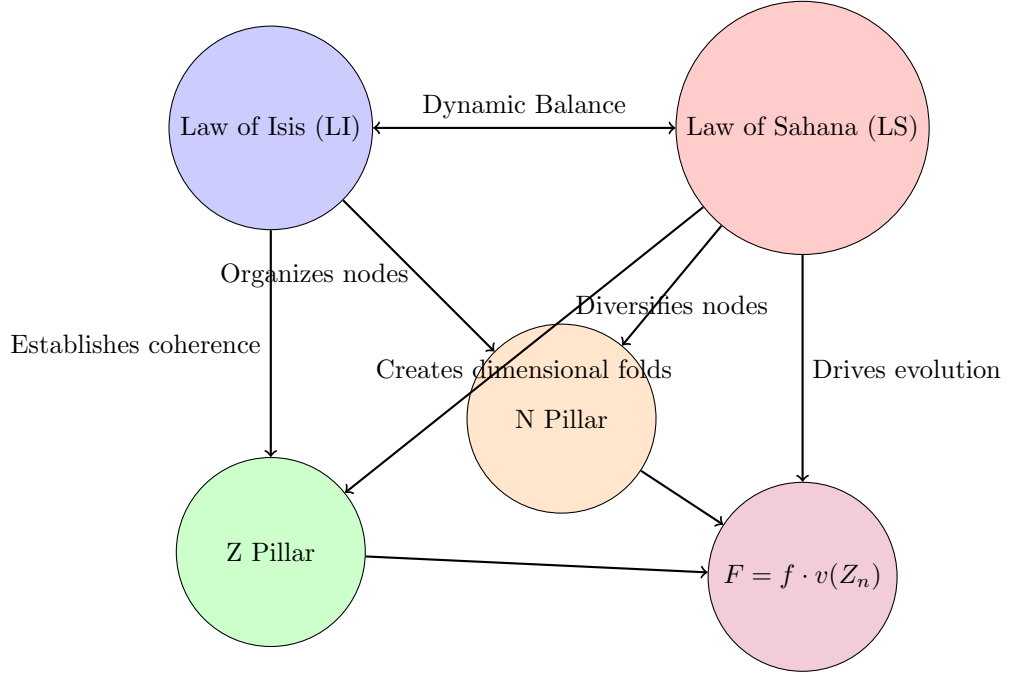 Dynamic Balance
Law of Isis (LI)
Law of Sahana (LS)
Organizes nodes
Diversifies nodes
Establishes coherence
Creates dimensional folds
Drives evolution
N Pillar
Z Pillar
F = f · v(Zₙ)